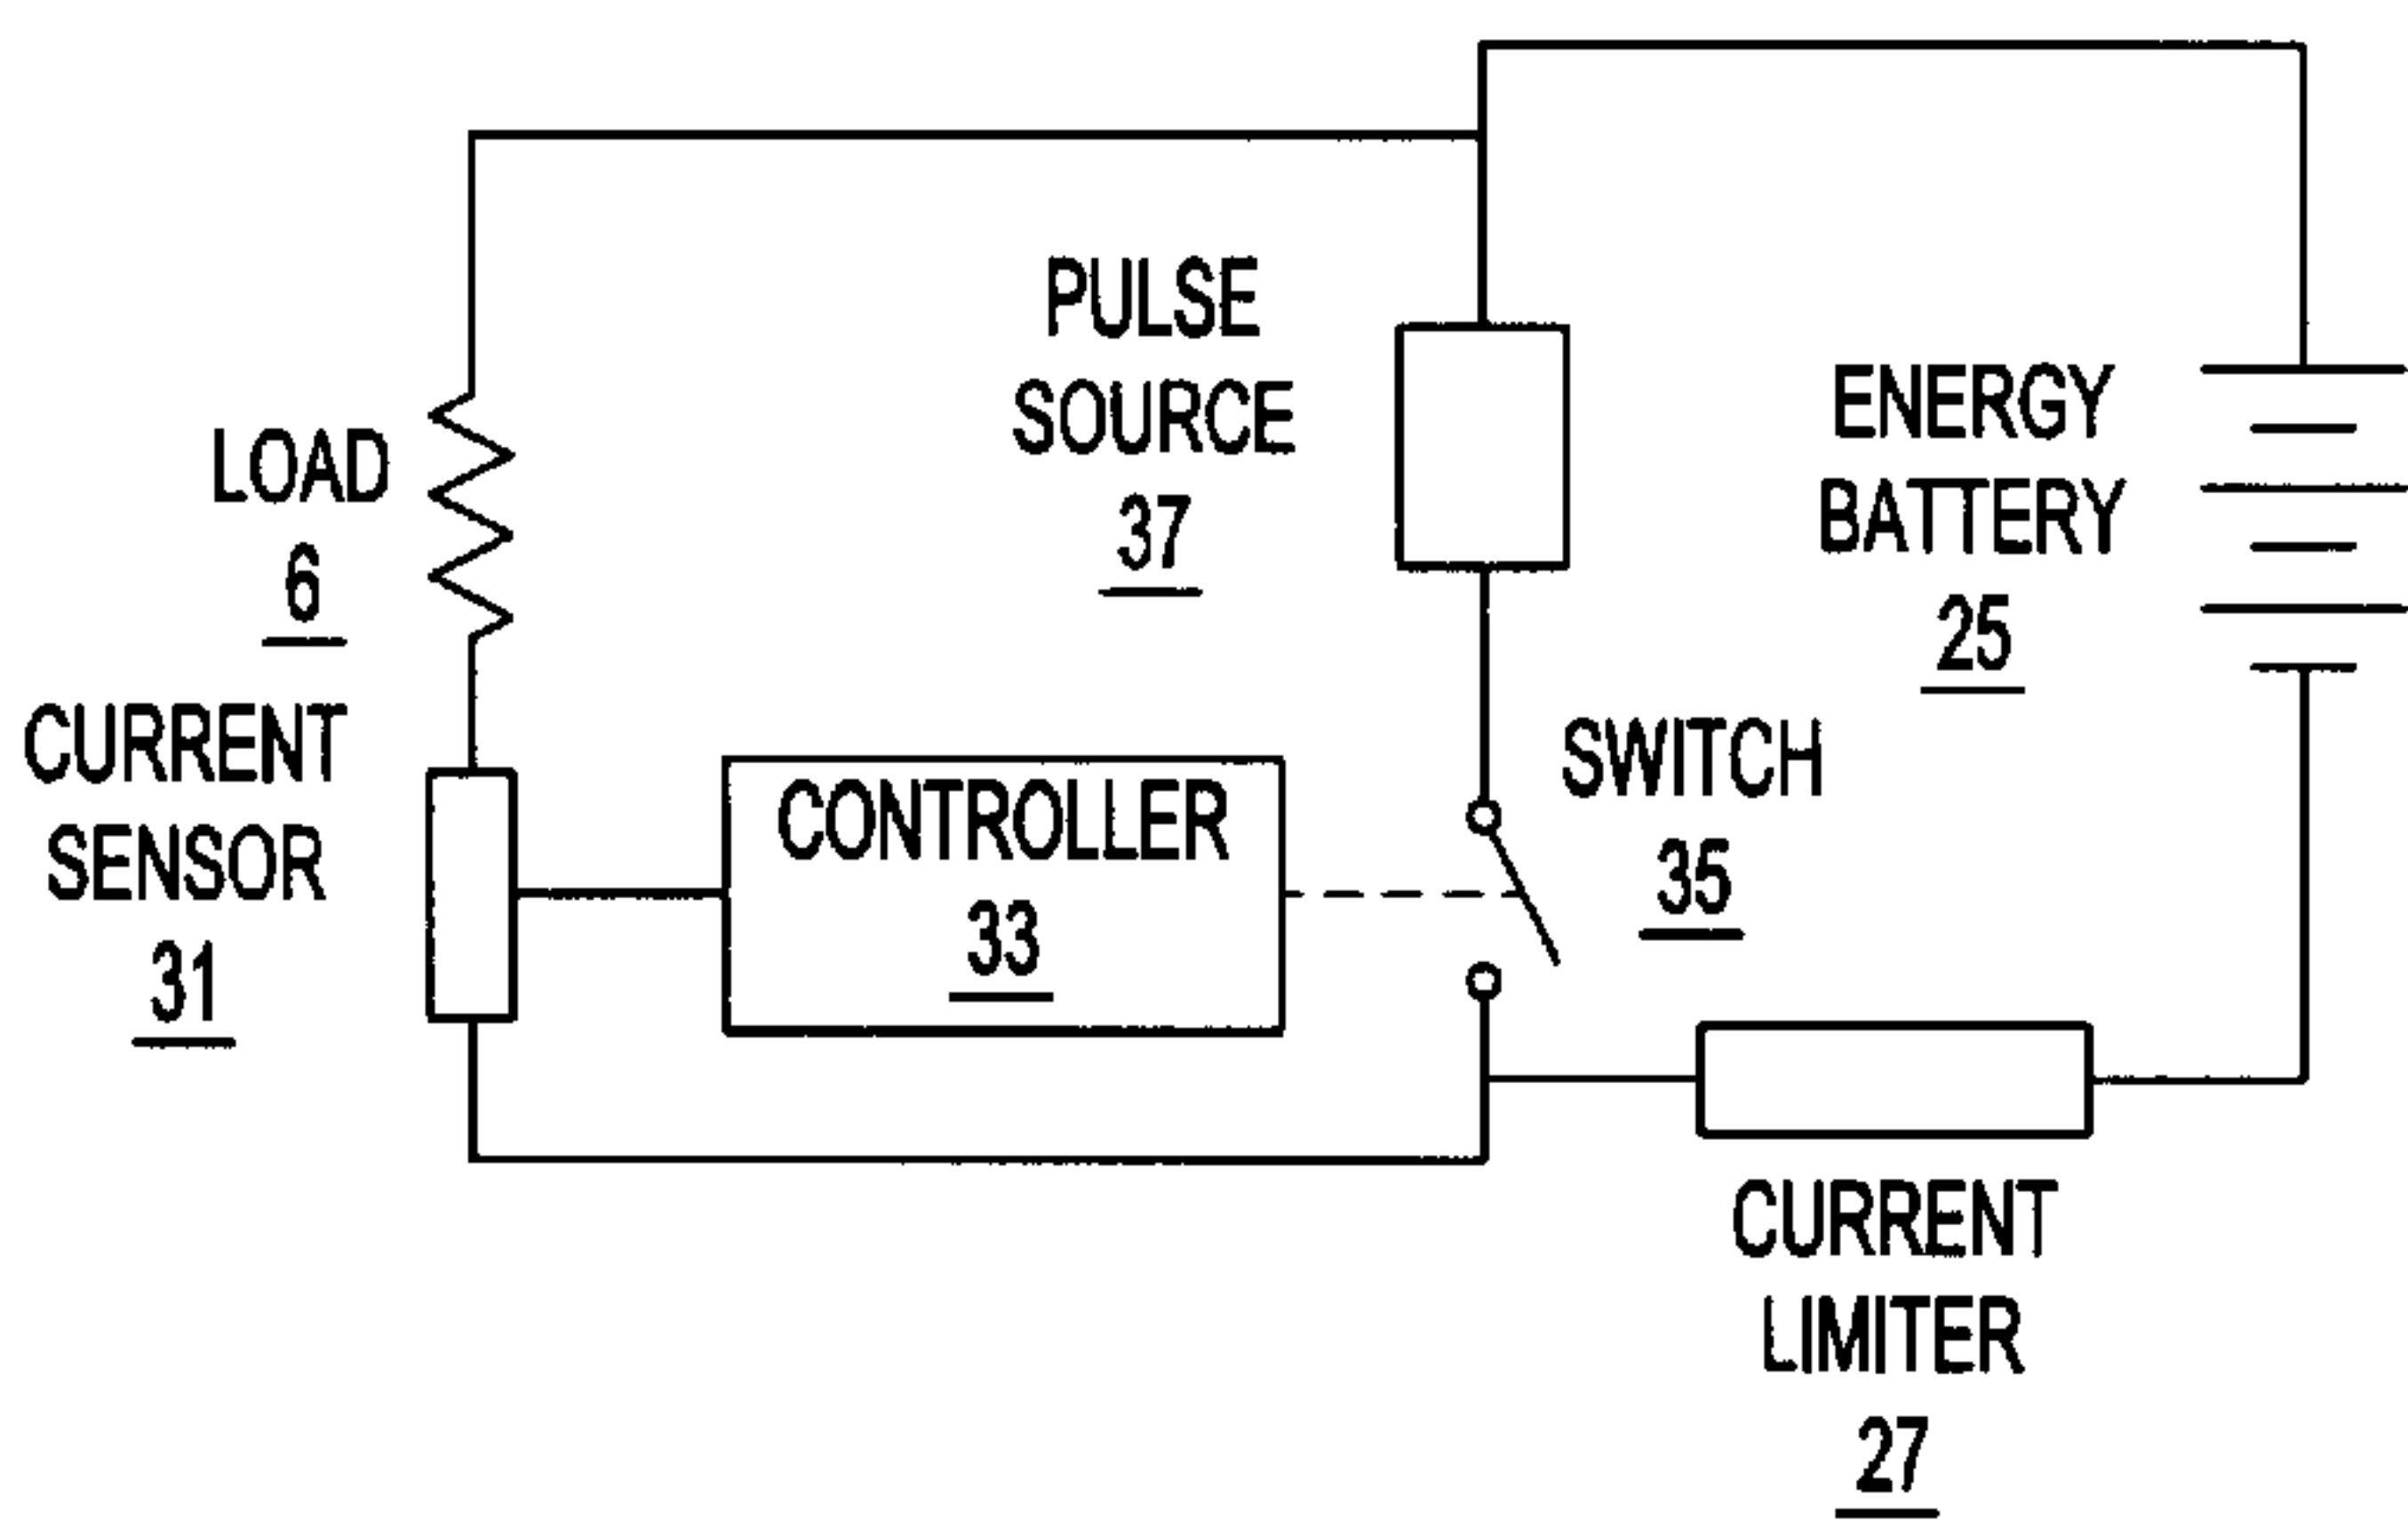 PULSE
SOURCE
37
ENERGY
BATTERY
25
LOAD
6
CURRENT
SENSOR
31
CONTROLLER
33
SWITCH
35
CURRENT
LIMITER
27